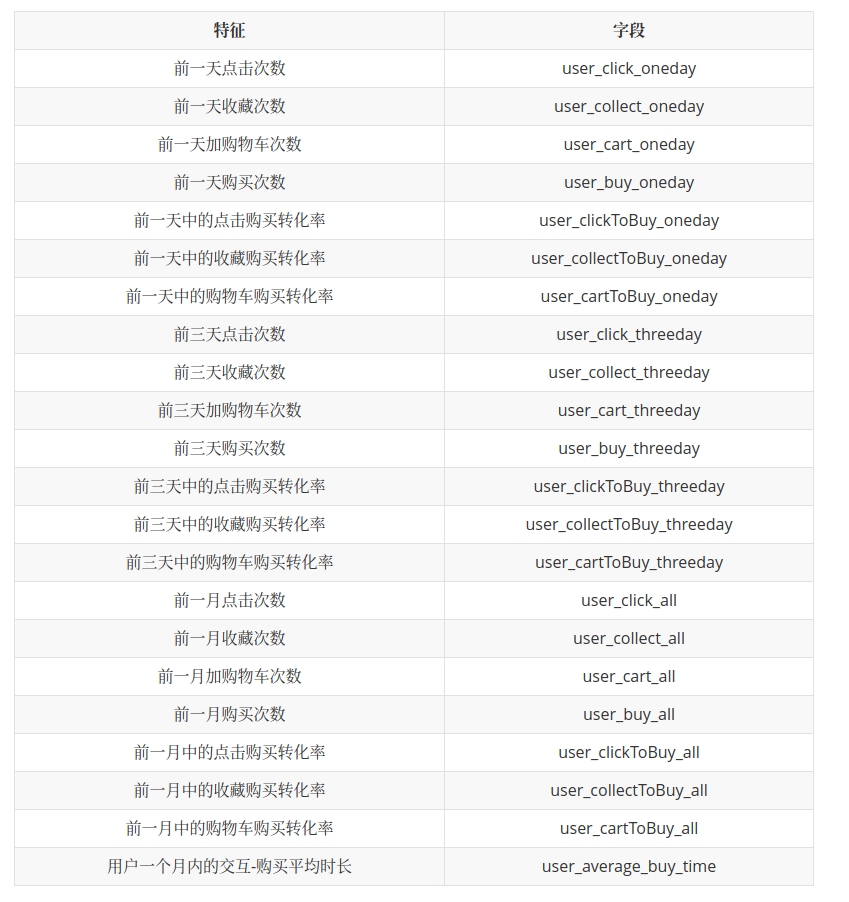 特征 字段
前一天点击次数 user_click_oneday
前一天收藏次数 user_collect_oneday
前一天加购物车次数 user_cart_oneday
前一天购买次数 user_buy_oneday
前一天中的点击购买转化率 user_clickToBuy_oneday
前一天中的收藏购买转化率 user_collectToBuy_oneday
前一天中的购物车购买转化率 user_cartToBuy_oneday
前三天点击次数 user_click_threeday
前三天收藏次数 user_collect_threeday
前三天加购物车次数 user_cart_threeday
前三天购买次数 user_buy_threeday
前三天中的点击购买转化率 user_clickToBuy_threeday
前三天中的收藏购买转化率 user_collectToBuy_threeday
前三天中的购物车购买转化率 user_cartToBuy_threeday
前一月点击次数 user_click_all
前一月收藏次数 user_collect_all
前一月加购物车次数 user_cart_all
前一月购买次数 user_buy_all
前一月中的点击购买转化率 user_clickToBuy_all
前一月中的收藏购买转化率 user_collectToBuy_all
前一月中的购物车购买转化率 user_cartToBuy_all
用户一个月内的交互-购买平均时长 user_average_buy_time